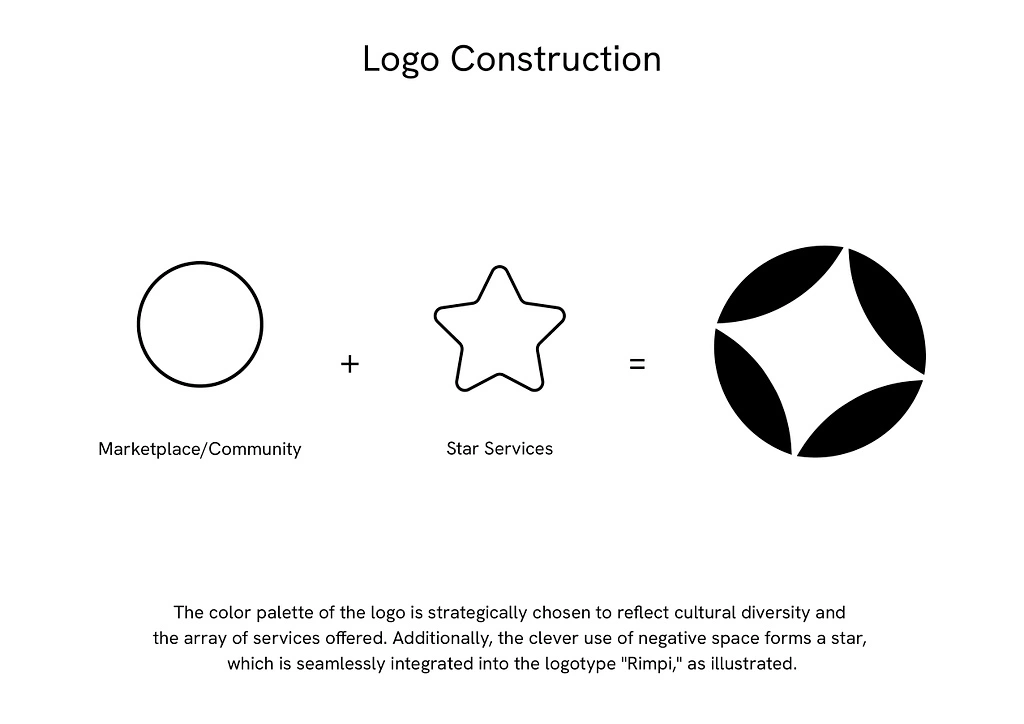 Logo Construction
+
=
Marketplace/Community
Star Services
The color palette of the logo is strategically chosen to reflect cultural diversity and
the array of services offered. Additionally, the clever use of negative space forms a star,
which is seamlessly integrated into the logotype "Rimpi," as illustrated.